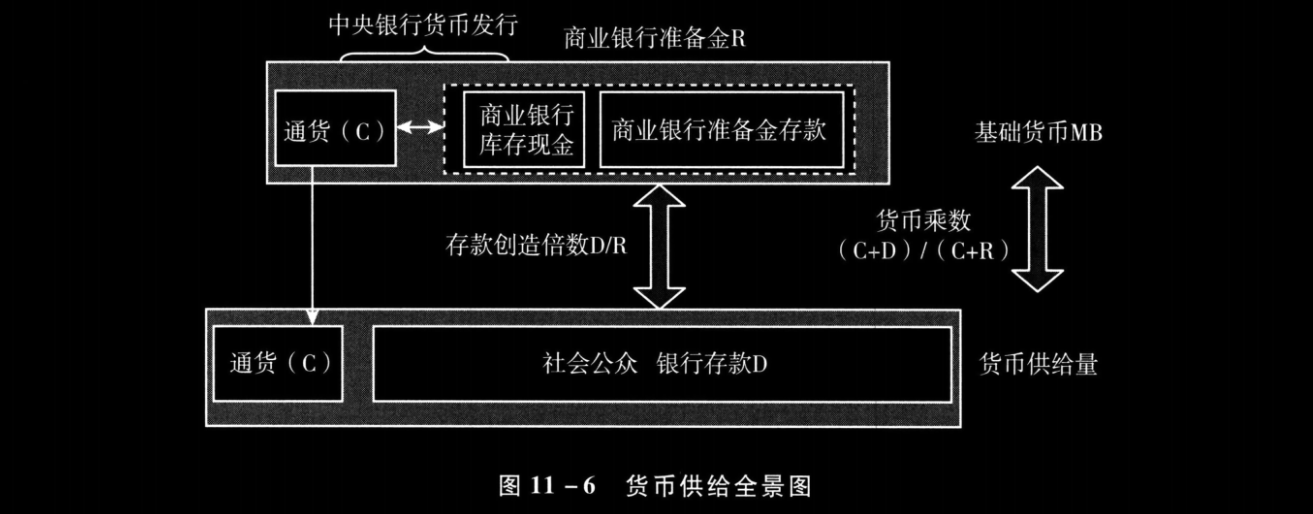 中央银行货币发行
商业银行准备金R
通货（C）
商业银行
库存现金
商业银行准备金存款
基础货币MB
存款创造倍数D/R
货币乘数
（C+D）/（C+R）
通货（C）
社会公众 银行存款D
货币供给量
图 11－6 货币供给全景图